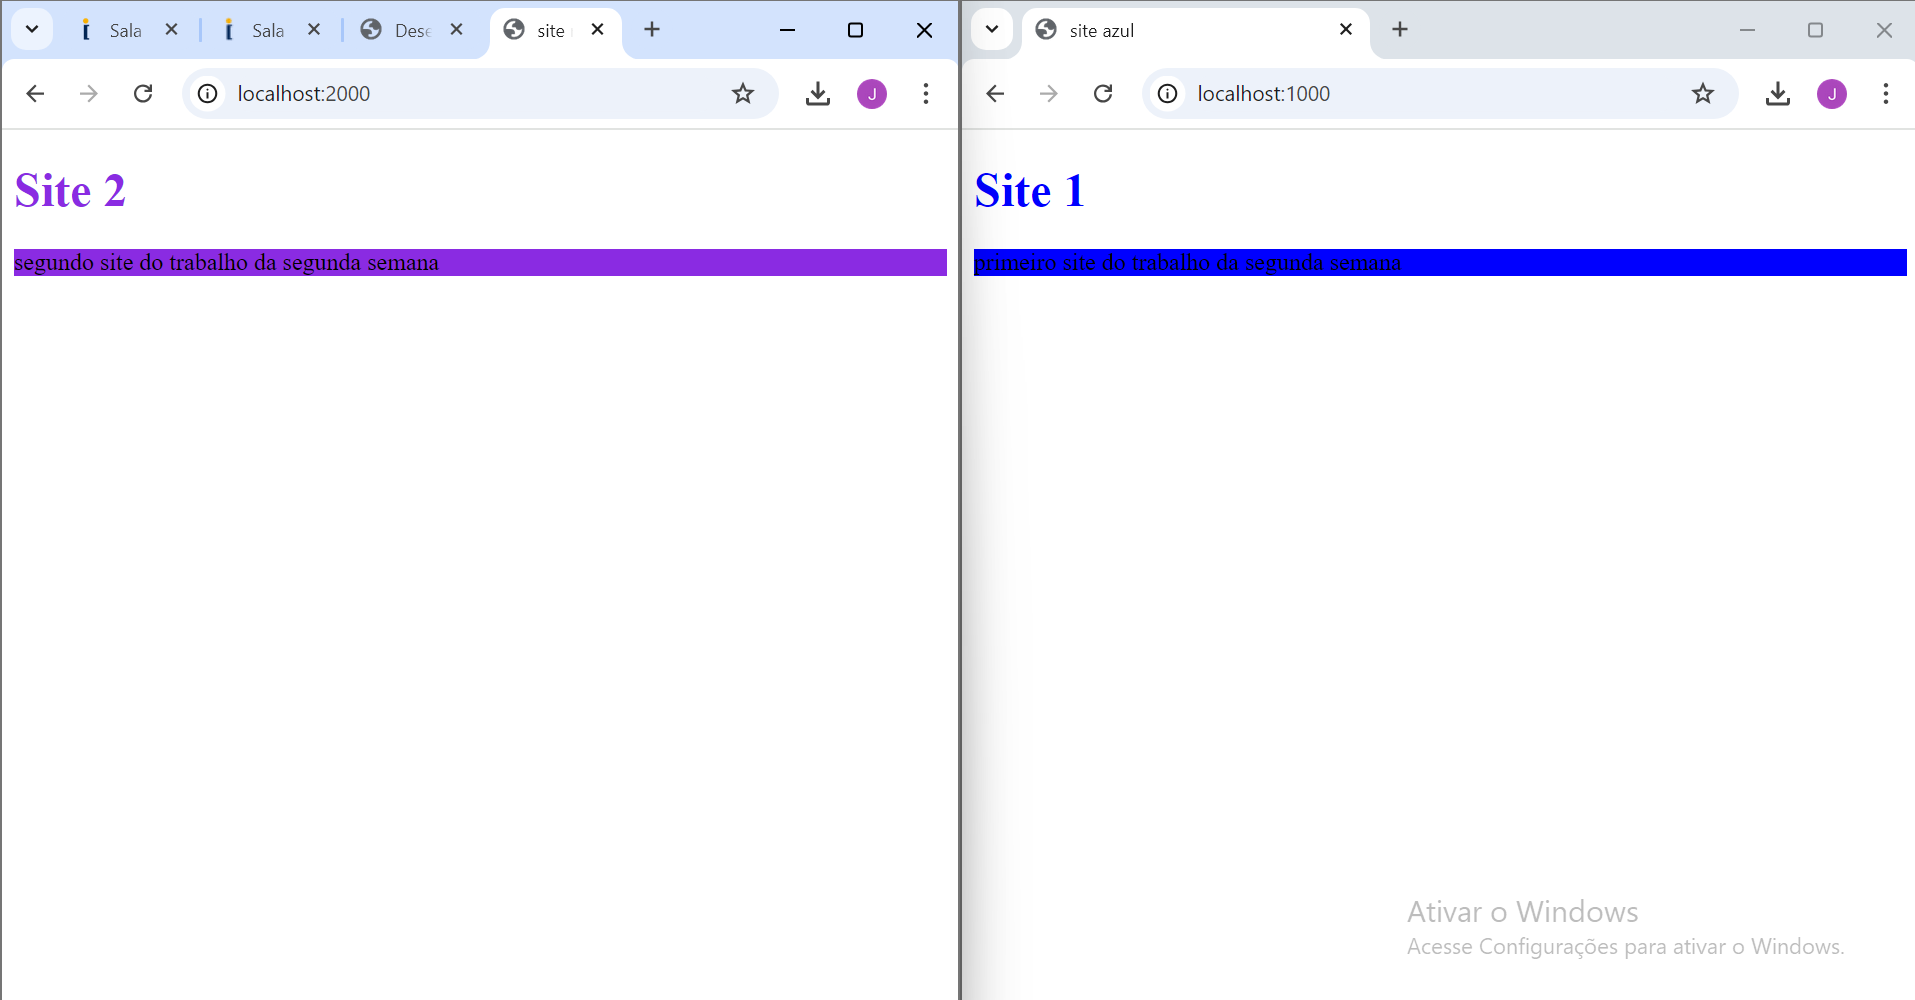 Sala
Sala
Dese
site
localhost:2000
J
Site 2
segundo site do trabalho da segunda semana
site azul
localhost:1000
J
Site 1
primeiro site do trabalho da segunda semana
Ativar o Windows
Acesse Configurações para ativar o Windows.